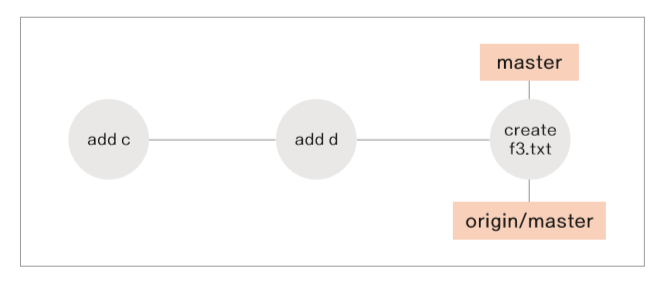 master
add c
add d
create
f3.txt
origin/master